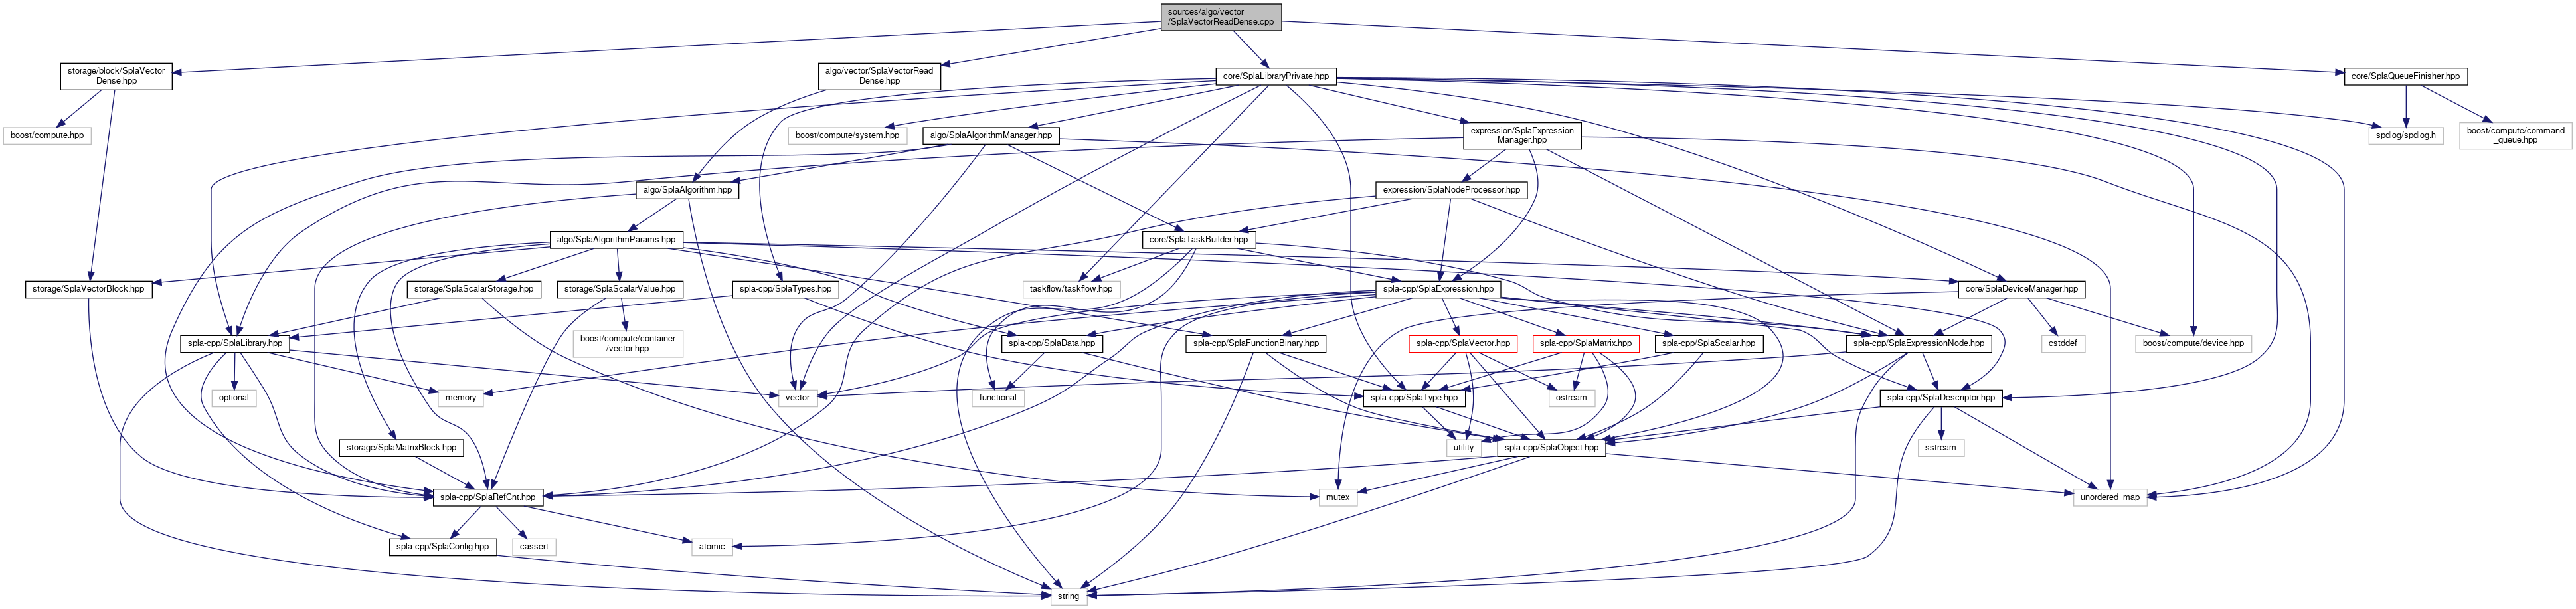 sources/algo/vector
/SplaVectorReadDense.cpp
storage/block/SplaVector
Dense.hpp
algo/vector/SplaVectorRead
Dense.hpp
core/SplaLibraryPrivate.hpp
core/SplaQueueFinisher.hpp
boost/compute.hpp
boost/compute/system.hpp
algo/SplaAlgorithmManager.hpp
expression/SplaExpression
Manager.hpp
spdlog/spdlog.h
boost/compute/command
_queue.hpp
algo/SplaAlgorithm.hpp
expression/SplaNodeProcessor.hpp
algo/SplaAlgorithmParams.hpp
core/SplaTaskBuilder.hpp
storage/SplaVectorBlock.hpp
storage/SplaScalarStorage.hpp
storage/SplaScalarValue.hpp
spla-cpp/SplaTypes.hpp
taskflow/taskflow.hpp
spla-cpp/SplaExpression.hpp
core/SplaDeviceManager.hpp
spla-cpp/SplaLibrary.hpp
boost/compute/container
/vector.hpp
spla-cpp/SplaData.hpp
spla-cpp/SplaFunctionBinary.hpp
spla-cpp/SplaVector.hpp
spla-cpp/SplaMatrix.hpp
spla-cpp/SplaScalar.hpp
spla-cpp/SplaExpressionNode.hpp
cstddef
boost/compute/device.hpp
optional
memory
vector
functional
spla-cpp/SplaType.hpp
ostream
spla-cpp/SplaDescriptor.hpp
storage/SplaMatrixBlock.hpp
utility
spla-cpp/SplaObject.hpp
sstream
spla-cpp/SplaRefCnt.hpp
mutex
unordered_map
spla-cpp/SplaConfig.hpp
cassert
atomic
string